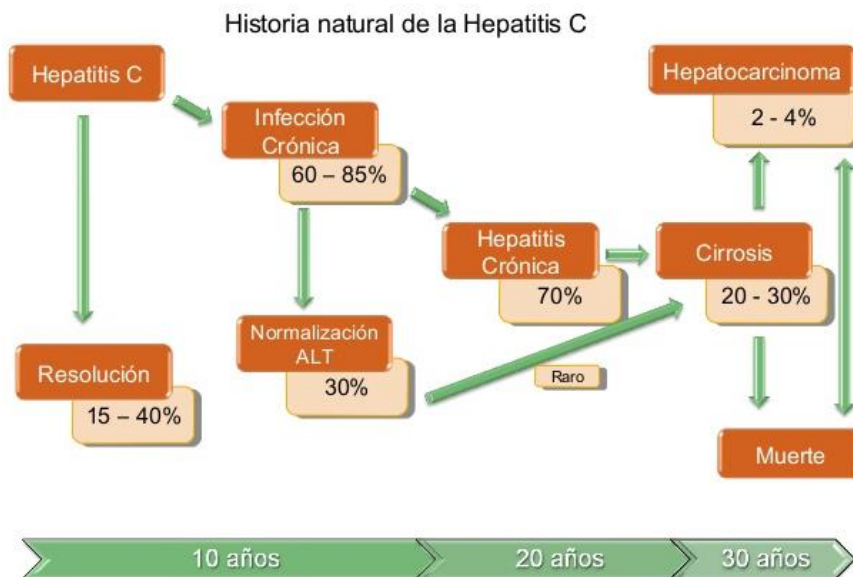 Historia natural de la Hepatitis C
Hepatitis C
Infección
Crónica
60 – 85%
Hepatocarcinoma
2 - 4%
Hepatitis
Crónica
70%
Cirrosis
20 - 30%
Normalización
ALT
30%
Raro
Resolución
15 – 40%
Muerte
10 años
20 años
30 años